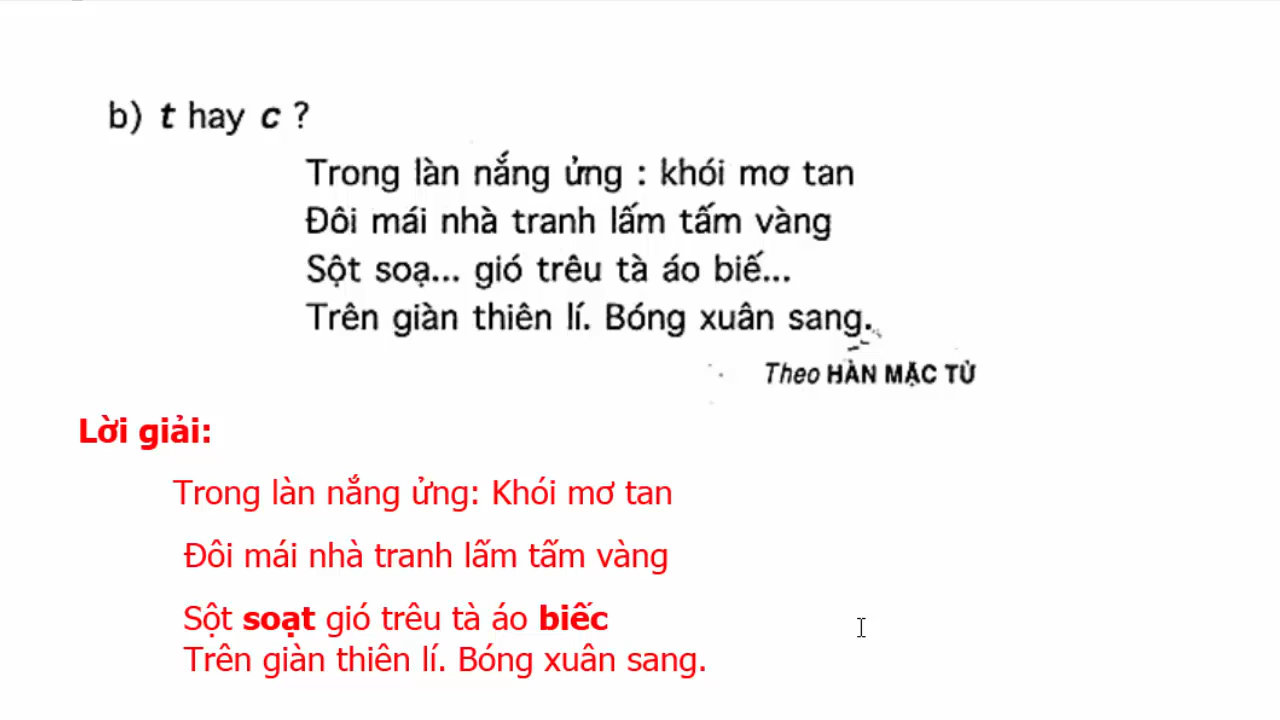 b) t hay c ?
Trong làn nắng ửng : khói mơ tan
Đôi mái nhà tranh lấm tấm vàng
Sột soạ... gió trêu tà áo biế...
Trên giàn thiên lí. Bóng xuân sang.
Theo HÀN MẶC TỬ
Lời giải:
Trong làn nắng ửng: Khói mơ tan
Đôi mái nhà tranh lấm tấm vàng
Sột soạt gió trêu tà áo biếc
Trên giàn thiên lí. Bóng xuân sang.